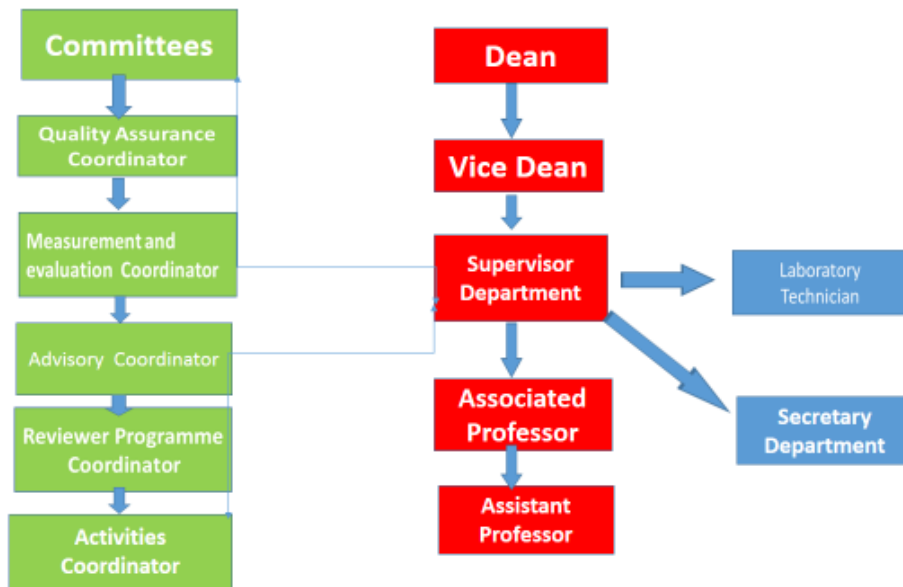 Committees
Quality Assurance
Coordinator
Measurement and
evaluation Coordinator
Advisory Coordinator
Reviewer Programme
Coordinator
Activities
Coordinator
Dean
Vice Dean
Supervisor
Department
Associated
Professor
Assistant
Professor
Laboratory
Technician
Secretary
Department